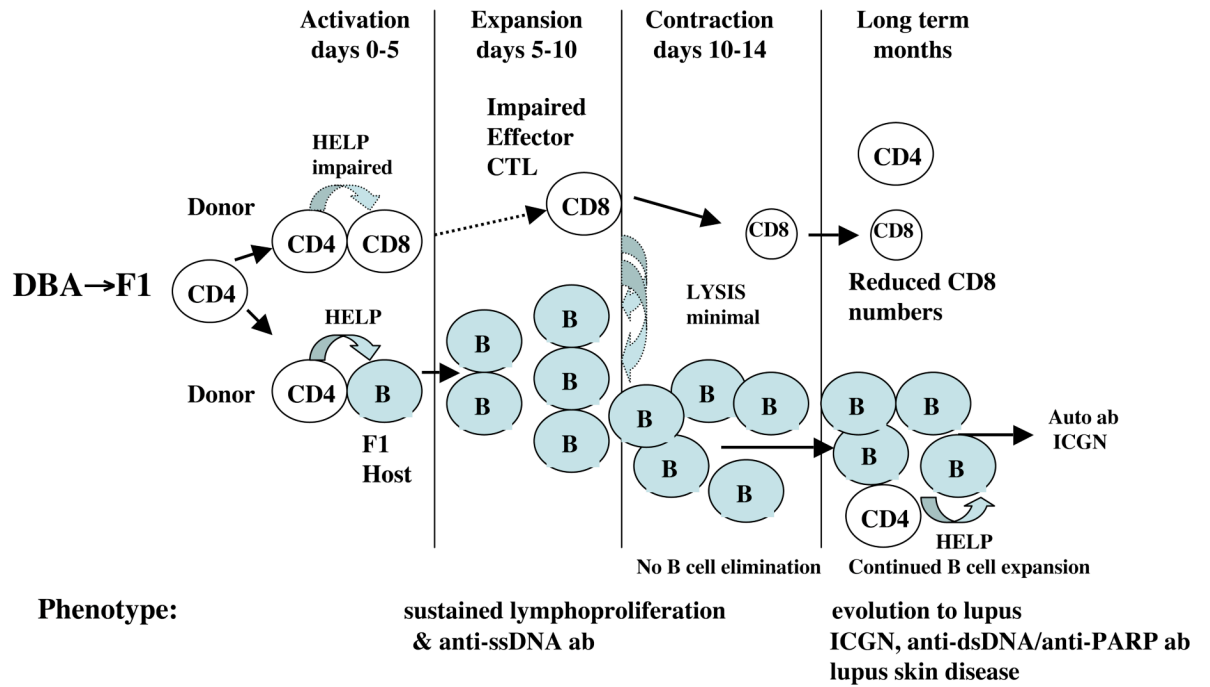 Activation
days 0-5
Expansion
days 5-10
Contraction
days 10-14
Long term
months
HELP
impaired
Impaired
Effector
CTL
Donor
CD4
CD8
CD8
CD8
CD4
CD8
Reduced CD8
numbers
DBA→F1
CD4
LYSIS
minimal
HELP
Donor
CD4
B
F1
Host
B
B
B
B
B
B
B
B
B
B
B
B
B
B
CD4
HELP
Auto ab
ICGN
No B cell elimination
Continued B cell expansion
Phenotype:
sustained lymphoproliferation
& anti-ssDNA ab
evolution to lupus
ICGN, anti-dsDNA/anti-PARP ab
lupus skin disease